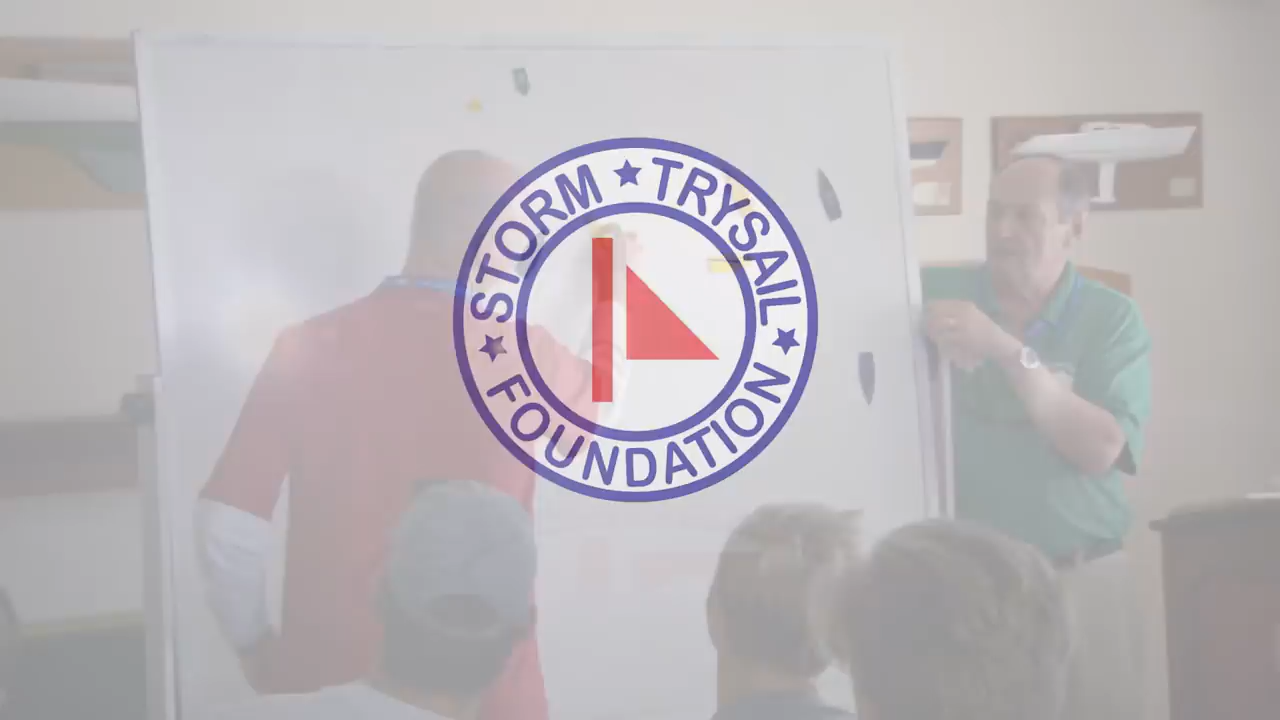 STORM ★ TRYSAIL
★ FOUNDATION ★